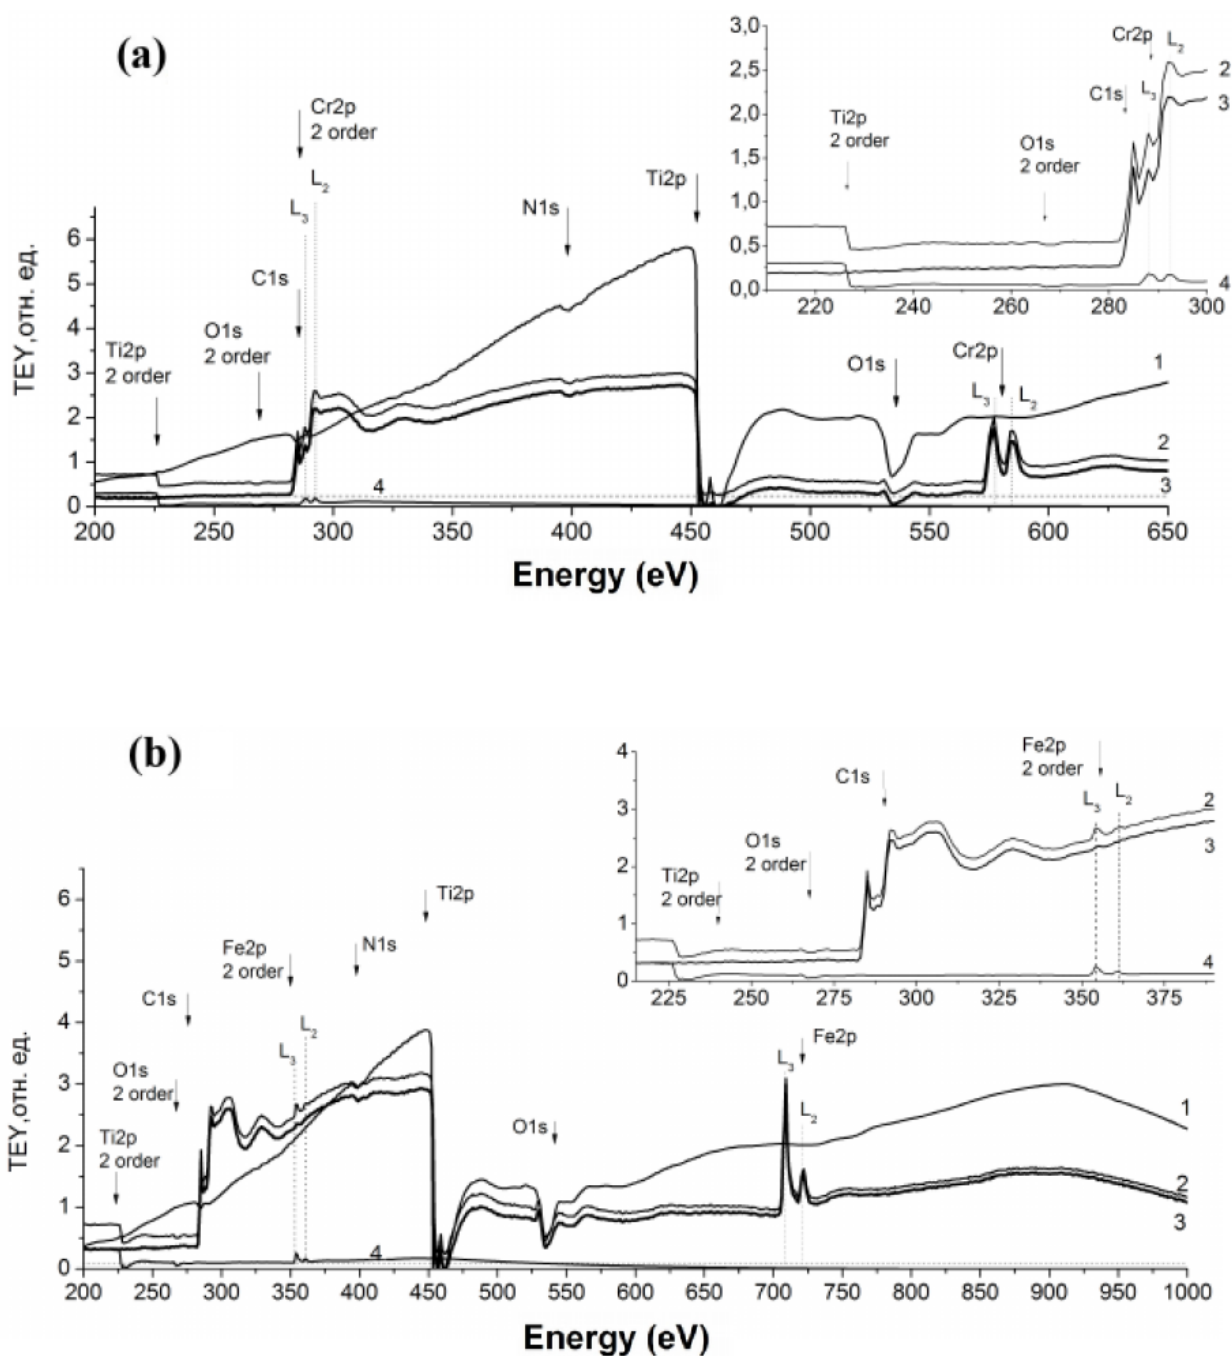 (a)
TEY,отн. ед.
6
5
4
3
2
1
0
200
250
300
350
400
450
500
550
600
650
Energy (eV)
Ti2p
2 order
O1s
2 order
C1s
L3
L2
Cr2p
2 order
N1s
Ti2p
O1s
Cr2p
L3
L2
1
2
3
4
3,0
2,5
2,0
1,5
1,0
0,5
0,0
220
240
260
280
300
Ti2p
2 order
O1s
2 order
C1s
Cr2p
L3
L2
2
3
4
(b)
TEY,отн. ед.
6
5
4
3
2
1
0
200
250
300
350
400
450
500
550
600
650
700
750
800
850
900
950
1000
Energy (eV)
Ti2p
2 order
O1s
2 order
C1s
Fe2p
2 order
L3
L2
N1s
Ti2p
O1s
L3
Fe2p
L2
1
2
3
4
4
3
2
1
0
225
250
275
300
325
350
375
Ti2p
2 order
O1s
2 order
C1s
Fe2p
2 order
L3
L2
2
3
4